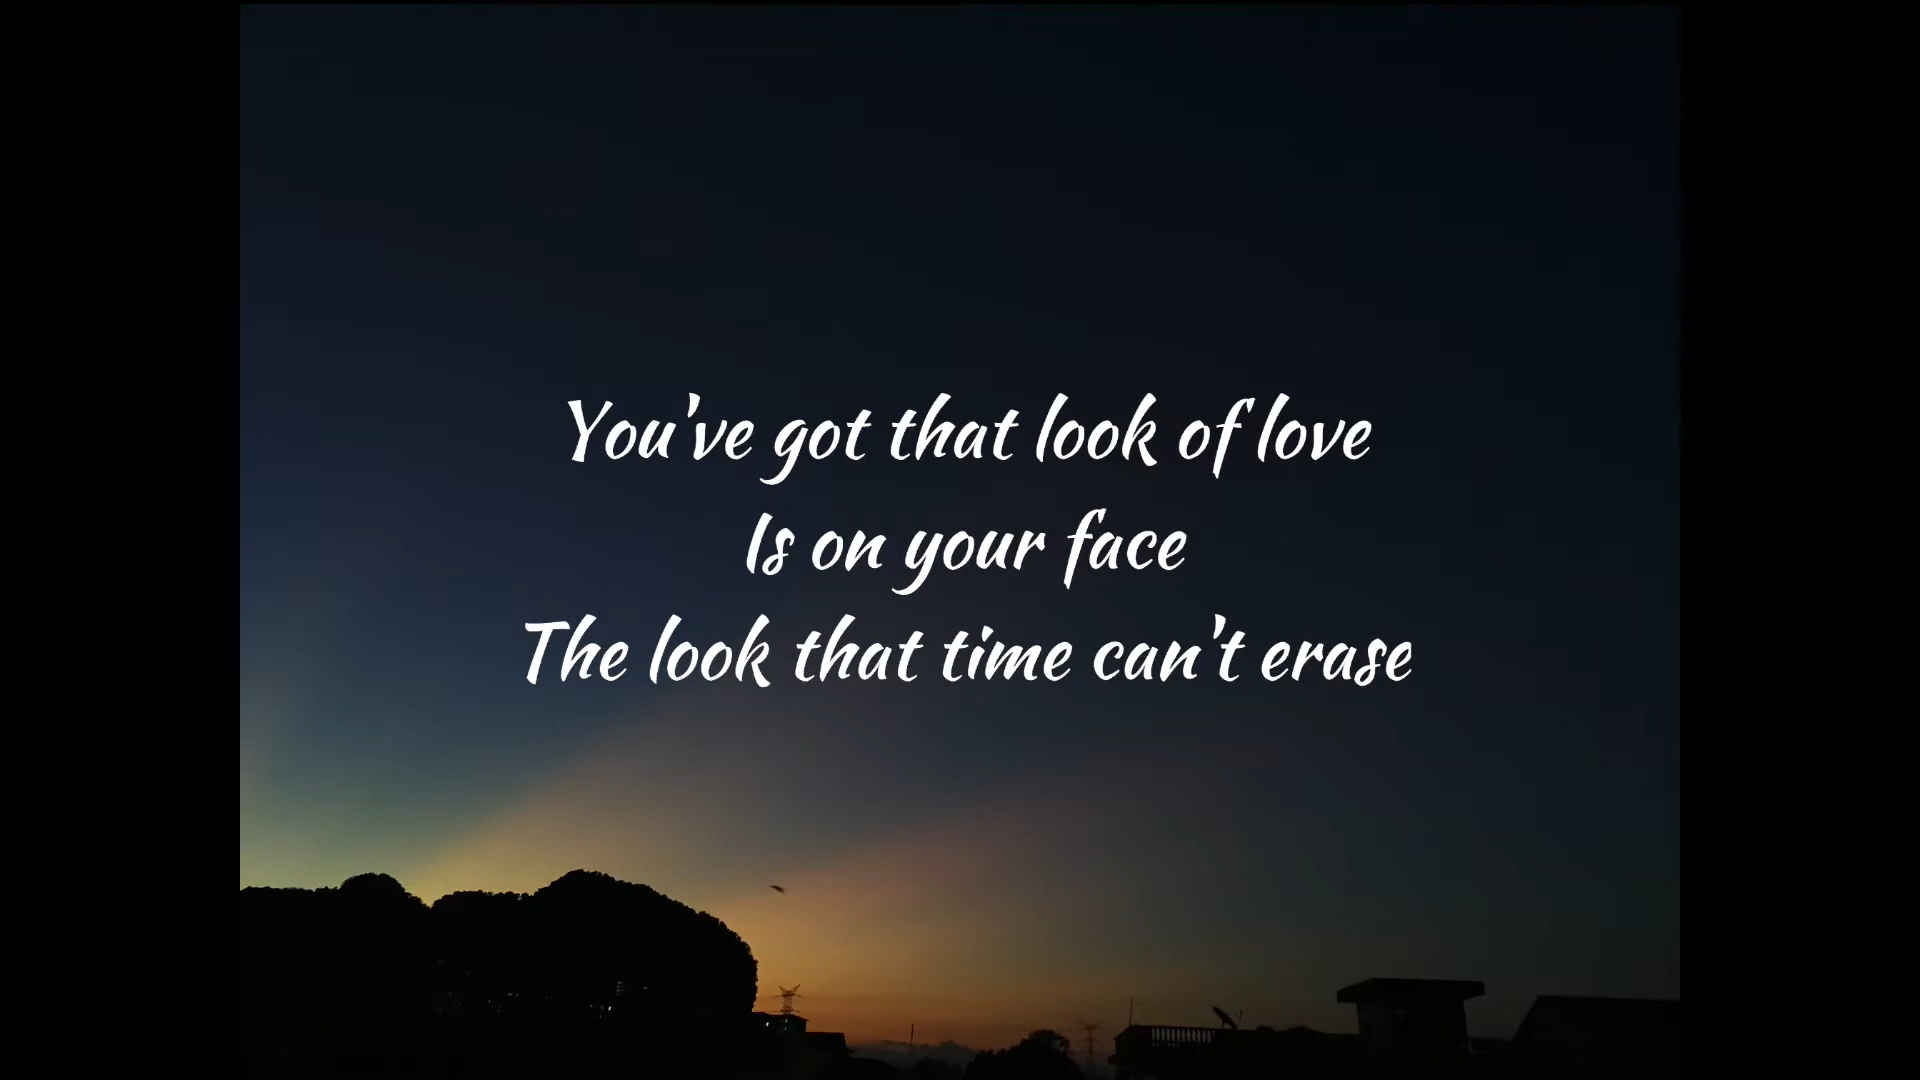 You've got that look of love
Is on your face
The look that time can't erase